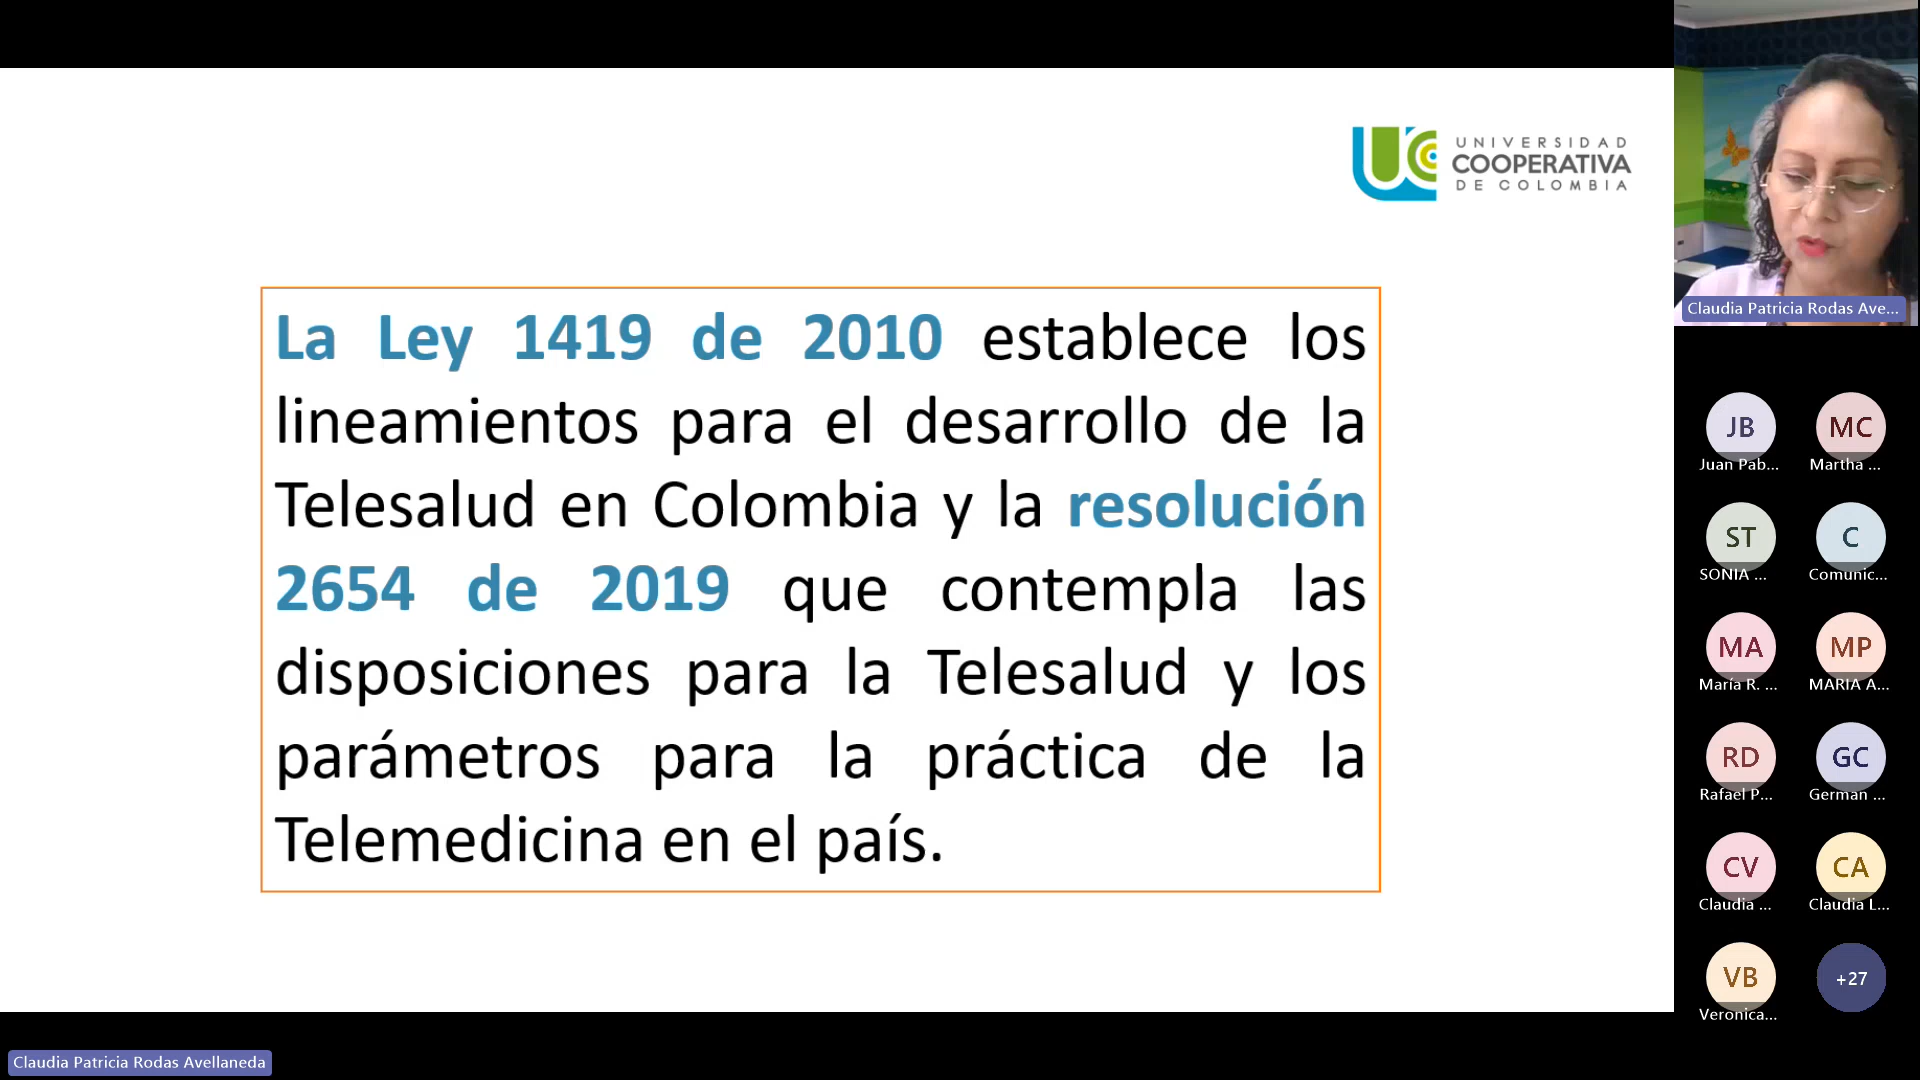 UNIVERSIDAD
COOPERATIVA
DE COLOMBIA
La Ley 1419 de 2010 establece los
lineamientos para el desarrollo de la
Telesalud en Colombia y la resolución
2654 de 2019 que contempla las
disposiciones para la Telesalud y los
parámetros para la práctica de la
Telemedicina en el país.
Claudia Patricia Rodas Ave...
JB
Juan Pab...
MC
Martha ...
ST
SONIA ...
C
Comunic...
MA
María R. ...
MP
MARIA A...
RD
Rafael P...
GC
German ...
CV
Claudia ...
CA
Claudia L...
VB
Veronica...
+27
Claudia Patricia Rodas Avellaneda